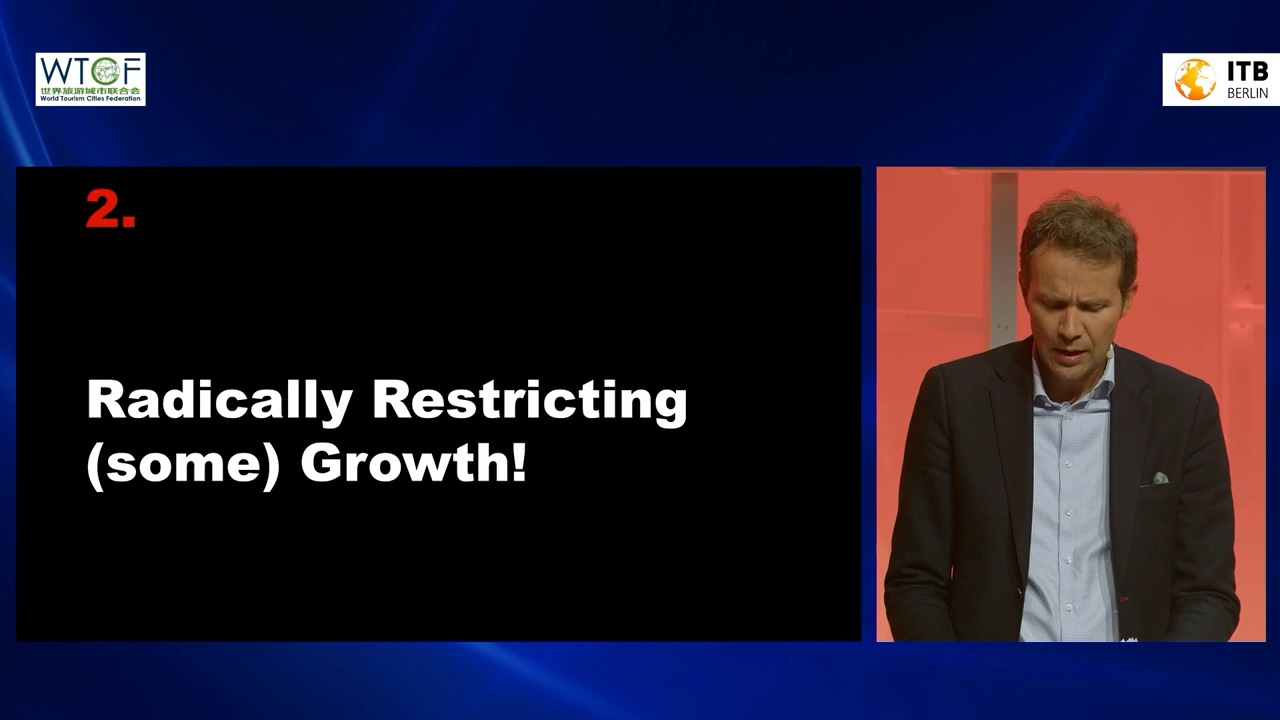 WTCF
世界旅游城市联合会
World Tourism Cities Federation
ITB
BERLIN
2.
Radically Restricting
(some) Growth!